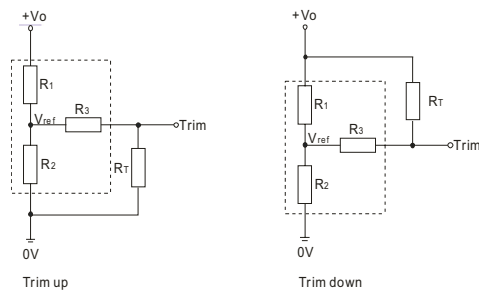 +Vo
R1
R3
Vref
Trim
R2
RT
0V
Trim up
+Vo
R1
RT
R3
Vref
Trim
R2
0V
Trim down